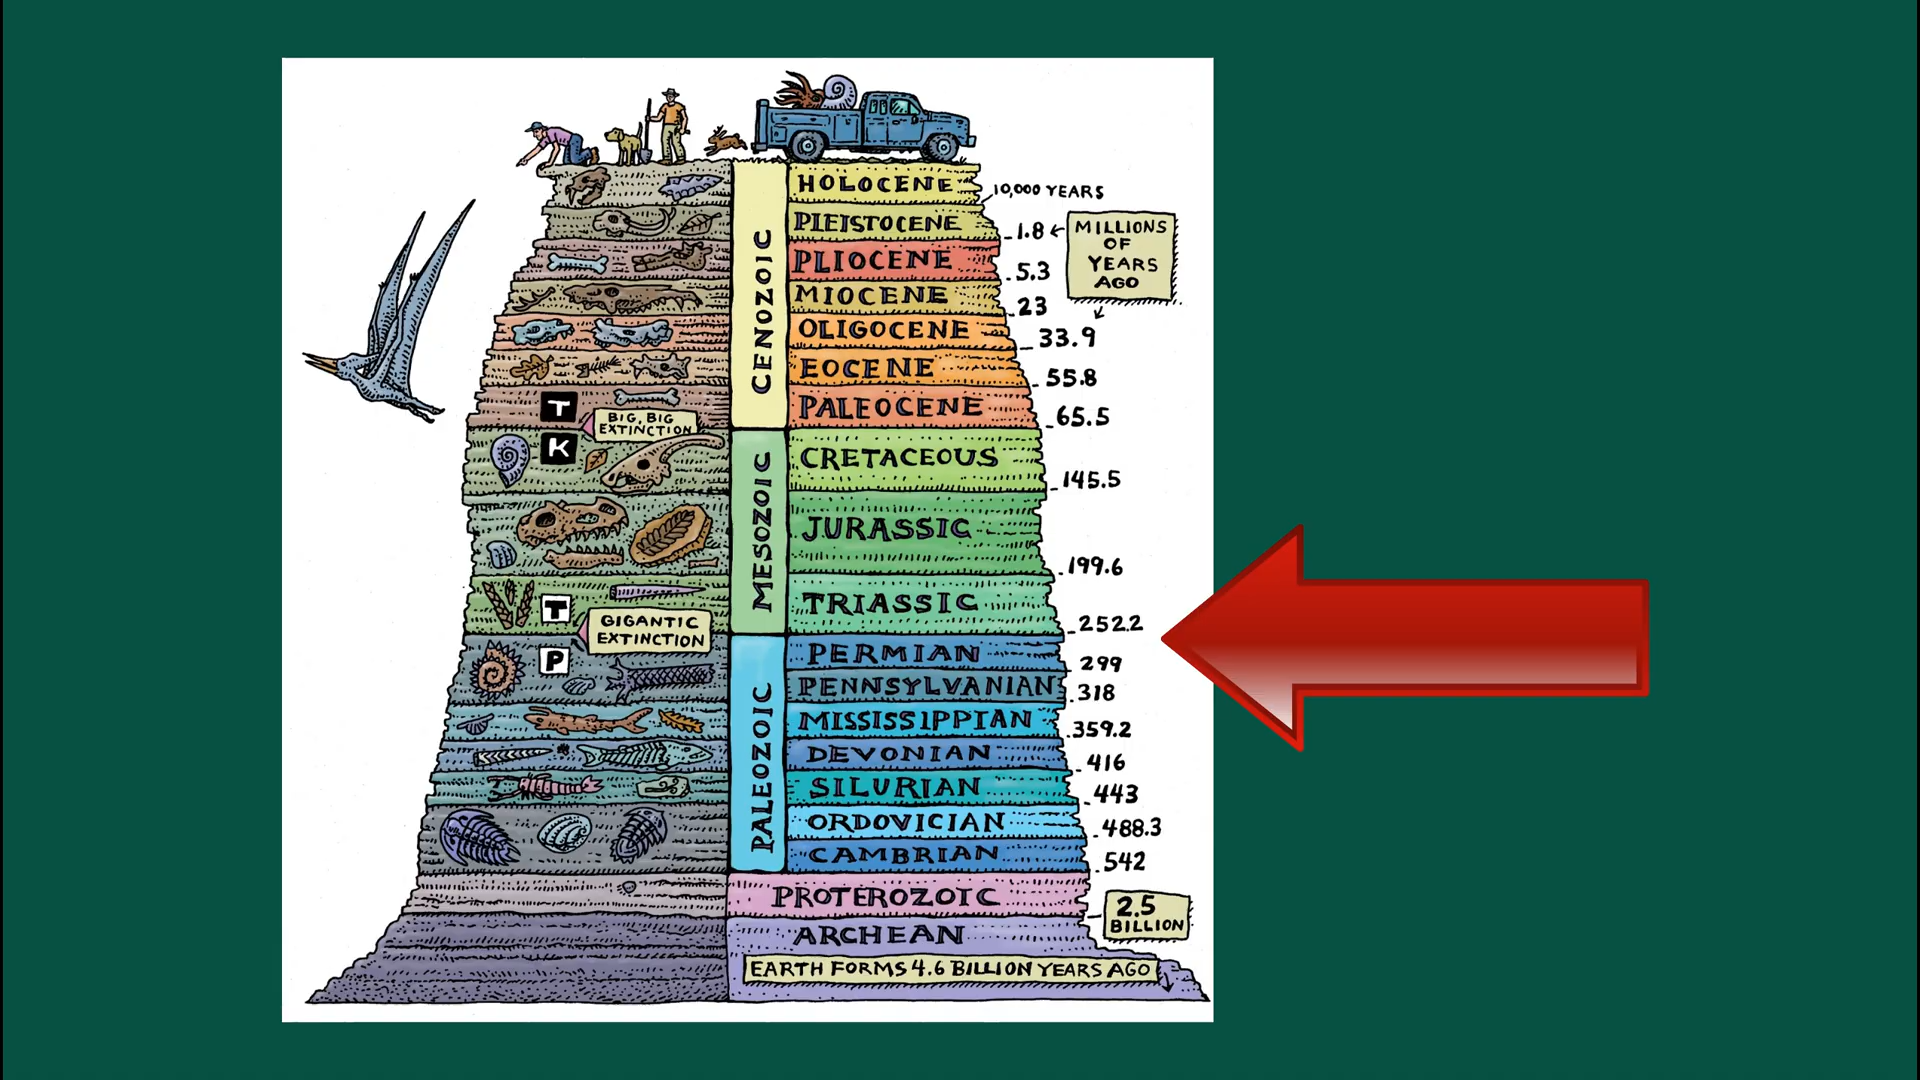 HOLOCENE
10,000 YEARS
PLEISTOCENE
1.8
MILLIONS
OF
YEARS
AGO
PLIOCENE
5.3
MIOCENE
23
OLIGOCENE
33.9
EOCENE
55.8
PALEOCENE
65.5
CENOZOIC
T
BIG, BIG
EXTINCTION
K
CRETACEOUS
145.5
JURASSIC
199.6
TRIASSIC
252.2
MESOZOIC
T
GIGANTIC
EXTINCTION
P
PERMIAN
299
PENNSYLVANIAN
318
MISSISSIPPIAN
359.2
DEVONIAN
416
SILURIAN
443
ORDOVICIAN
488.3
CAMBRIAN
542
PALEOZOIC
PROTEROZOIC
2.5
BILLION
ARCHEAN
EARTH FORMS 4.6 BILLION YEARS AGO